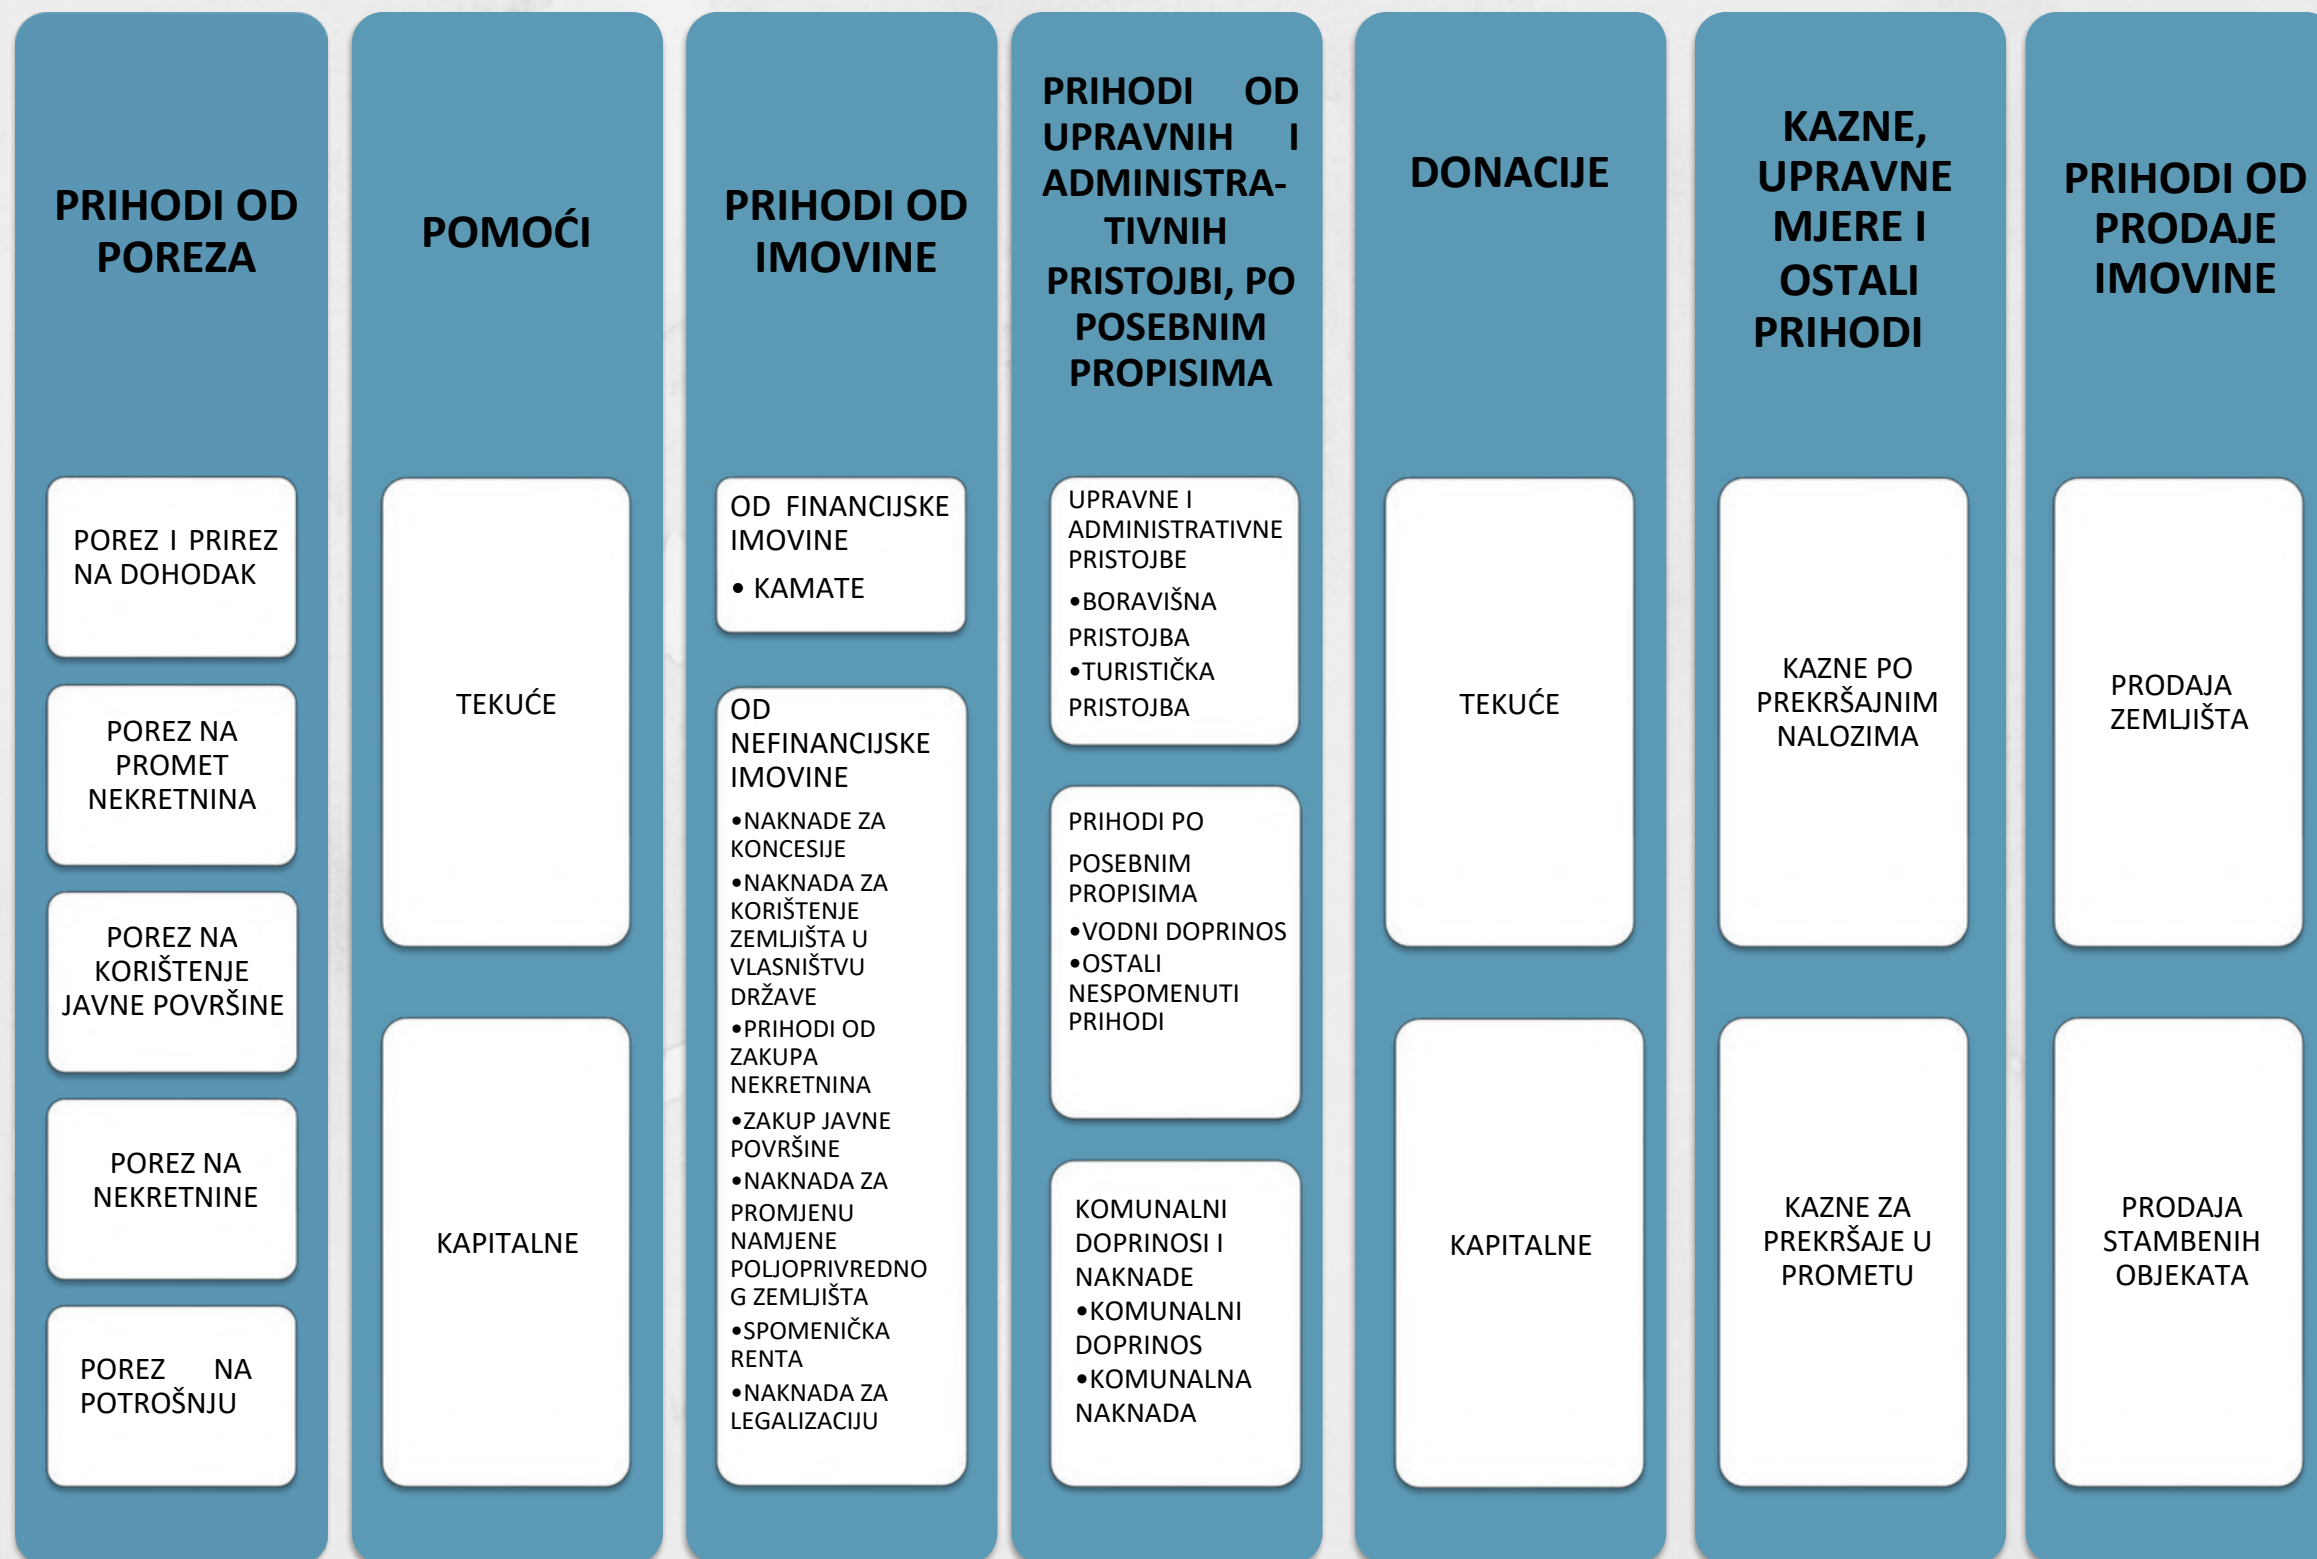 PRIHODI OD
POREZA
POREZ I PRIREZ
NA DOHODAK
POREZ NA
PROMET
NEKRETNINA
POREZ NA
KORIŠTENJE
JAVNE POVRŠINE
POREZ NA
NEKRETNINE
POREZ NA
POTROŠNJU
POMOĆI
TEKUĆE
KAPITALNE
PRIHODI OD
IMOVINE
OD FINANCIJSKE
IMOVINE
• KAMATE
OD
NEFINANCIJSKE
IMOVINE
•NAKNADE ZA
KONCESIJE
•NAKNADA ZA
KORIŠTENJE
ZEMLJIŠTA U
VLASNIŠTVU
DRŽAVE
•PRIHODI OD
ZAKUPA
NEKRETNINA
•ZAKUP JAVNE
POVRŠINE
•NAKNADA ZA
PROMJENU
NAMJENE
POLJOPRIVREDNO
G ZEMLJIŠTA
•SPOMENIČKA
RENTA
•NAKNADA ZA
LEGALIZACIJU
PRIHODI OD
UPRAVNIH I
ADMINISTRA-
TIVNIH
PRISTOJBI, PO
POSEBNIM
PROPISIMA
UPRAVNE I
ADMINISTRATIVNE
PRISTOJBE
•BORAVIŠNA
PRISTOJBA
•TURISTIČKA
PRISTOJBA
PRIHODI PO
POSEBNIM
PROPISIMA
•VODNI DOPRINOS
•OSTALI
NESPOMENUTI
PRIHODI
KOMUNALNI
DOPRINOSI I
NAKNADE
•KOMUNALNI
DOPRINOS
•KOMUNALNA
NAKNADA
DONACIJE
TEKUĆE
KAPITALNE
KAZNE,
UPRAVNE
MJERE I
OSTALI
PRIHODI
KAZNE PO
PREKRŠAJNIM
NALOZIMA
KAZNE ZA
PREKRŠAJE U
PROMETU
PRIHODI OD
PRODAJE
IMOVINE
PRODAJA
ZEMLJIŠTA
PRODAJA
STAMBENIH
OBJEKATA